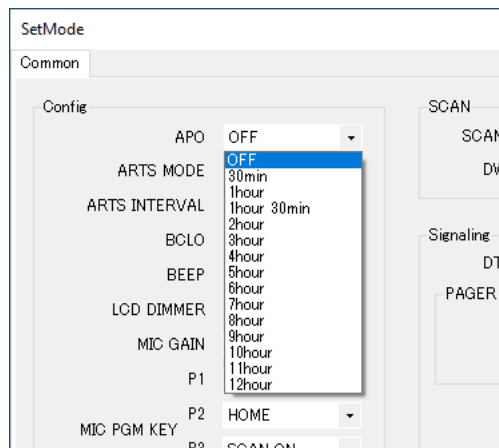 SetMode
Common
Config
APO OFF
OFF
30min
1hour
1hour 30min
2hour
3hour
4hour
5hour
6hour
7hour
8hour
9hour
10hour
11hour
12hour
ARTS MODE
ARTS INTERVAL
BCLO
BEEP
LCD DIMMER
MIC GAIN
P1
MIC PGM KEY
P2 HOME
SCAN
SCAN
Signaling
PAGER